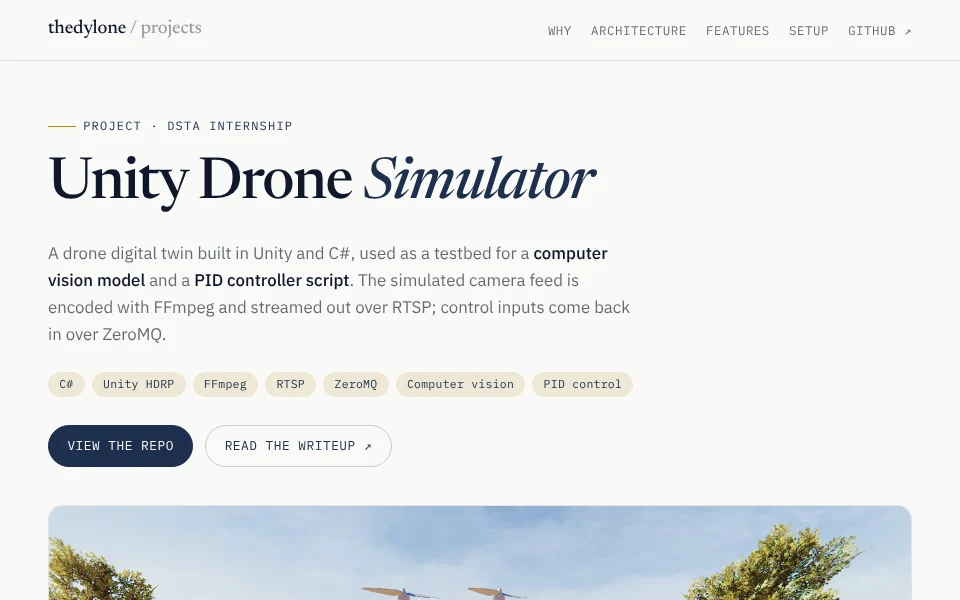 thedylone / projects
WHY ARCHITECTURE FEATURES SETUP GITHUB ↗
PROJECT · DSTA INTERNSHIP
Unity Drone Simulator
A drone digital twin built in Unity and C#, used as a testbed for a computer
vision model and a PID controller script. The simulated camera feed is
encoded with FFmpeg and streamed out over RTSP; control inputs come back
in over ZeroMQ.
C# Unity HDRP FFmpeg RTSP ZeroMQ Computer vision PID control
VIEW THE REPO READ THE WRITEUP ↗